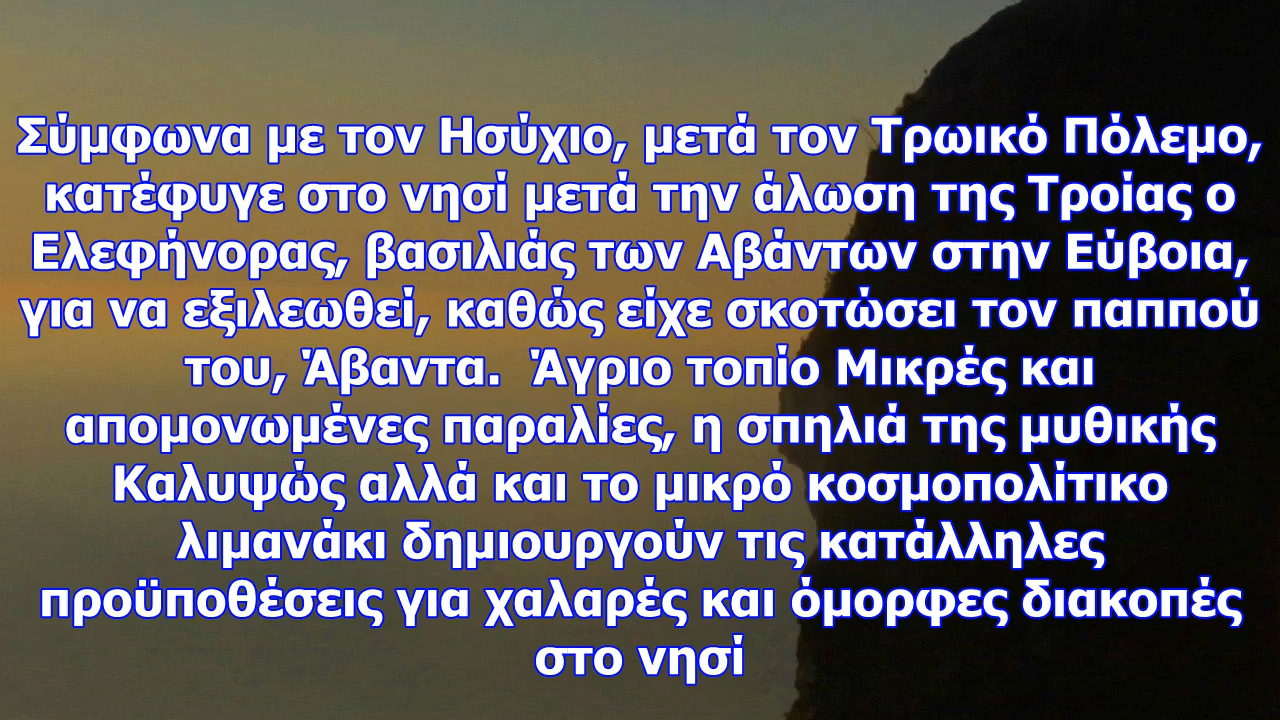 Σύμφωνα με τον Ησύχιο, μετά τον Τρωικό Πόλεμο,
κατέφυγε στο νησί μετά την άλωση της Τροίας ο
Ελεφήνορας, βασιλιάς των Αβάντων στην Εύβοια,
για να εξιλεωθεί, καθώς είχε σκοτώσει τον παππού
του, Άβαντα.  Άγριο τοπίο Μικρές και
απομονωμένες παραλίες, η σπηλιά της μυθικής
Καλυψώς αλλά και το μικρό κοσμοπολίτικο
λιμανάκι δημιουργούν τις κατάλληλες
προϋποθέσεις για χαλαρές και όμορφες διακοπές
στο νησί